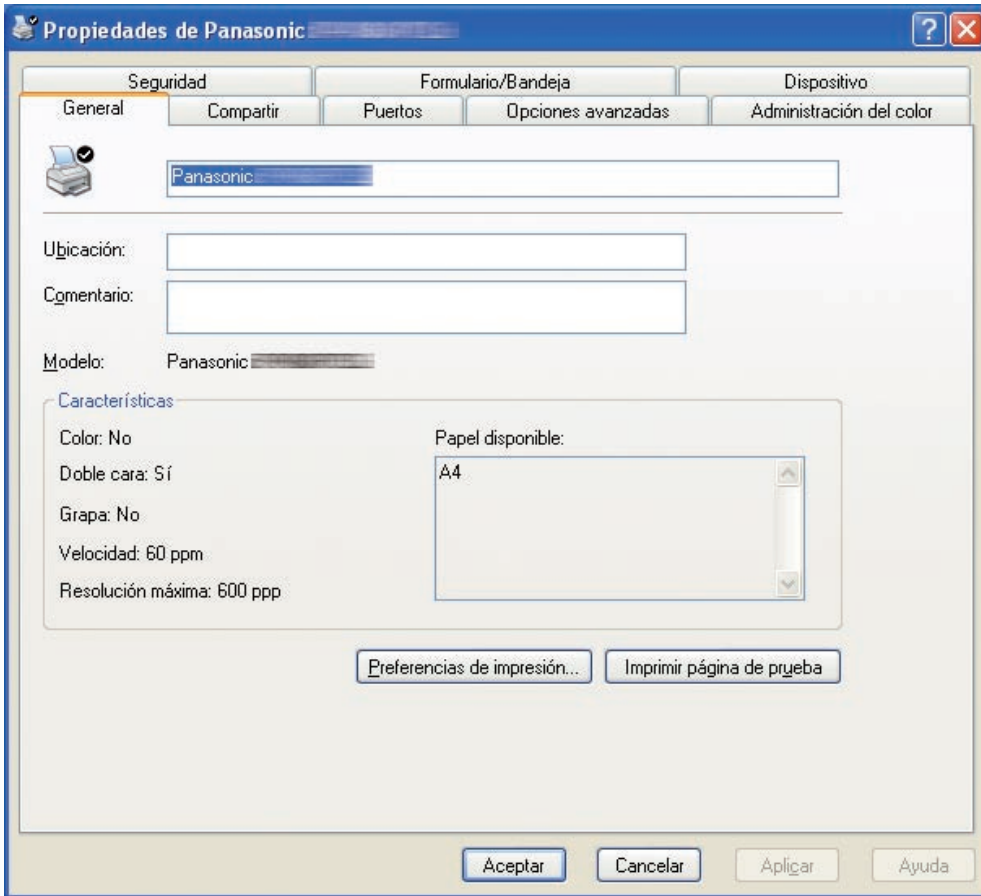 Propiedades de Panasonic
Seguridad
Formulario/Bandeja
Dispositivo
General
Compartir
Puertos
Opciones avanzadas
Administración del color
Panasonic
Ubicación:
Comentario:
Modelo: Panasonic
Características
Color: No
Doble cara: Sí
Grapa: No
Velocidad: 60 ppm
Resolución máxima: 600 ppp
Papel disponible:
A4
Preferencias de impresión...
Imprimir página de prueba
Aceptar
Cancelar
Aplicar
Ayuda